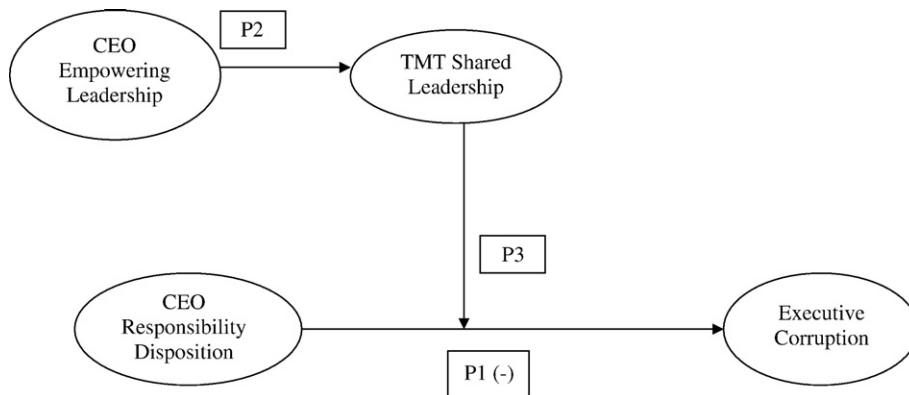 P2
CEO
Empowering
Leadership
TMT Shared
Leadership
P3
CEO
Responsibility
Disposition
Executive
Corruption
P1 (-)